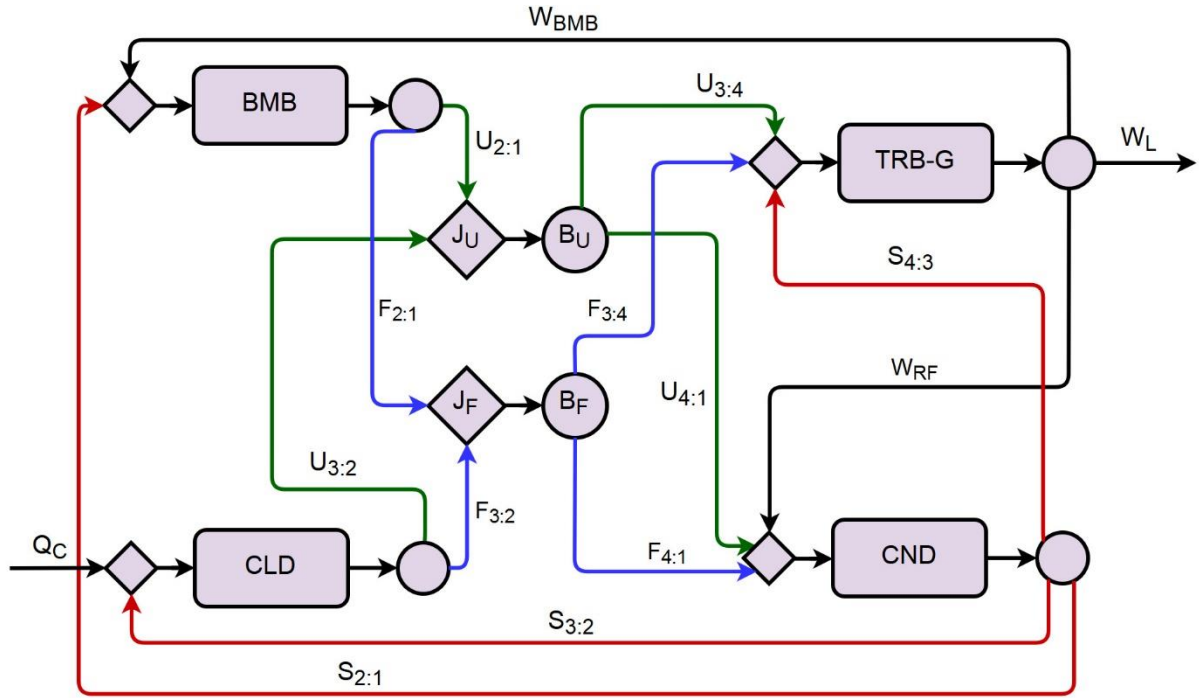 W_BMB
BMB
U_3:4
U_2:1
TRB-G
W_L
J_U
B_U
S_4:3
F_2:1
F_3:4
W_RF
U_4:1
J_F
B_F
U_3:2
F_3:2
Q_C
CLD
F_4:1
CND
S_3:2
S_2:1